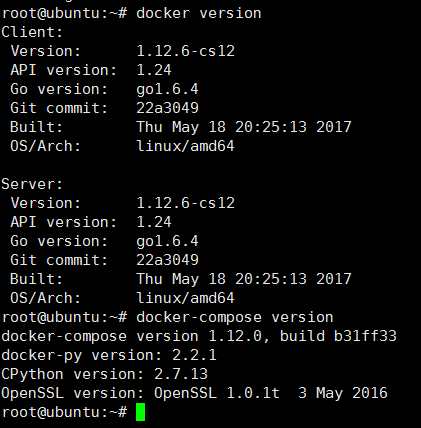 root@ubuntu:~# docker version
Client:
 Version:      1.12.6-cs12
 API version:  1.24
 Go version:   go1.6.4
 Git commit:   22a3049
 Built:        Thu May 18 20:25:13 2017
 OS/Arch:      linux/amd64

Server:
 Version:      1.12.6-cs12
 API version:  1.24
 Go version:   go1.6.4
 Git commit:   22a3049
 Built:        Thu May 18 20:25:13 2017
 OS/Arch:      linux/amd64
root@ubuntu:~# docker-compose version
docker-compose version 1.12.0, build b31ff33
docker-py version: 2.2.1
CPython version: 2.7.13
OpenSSL version: OpenSSL 1.0.1t  3 May 2016
root@ubuntu:~#